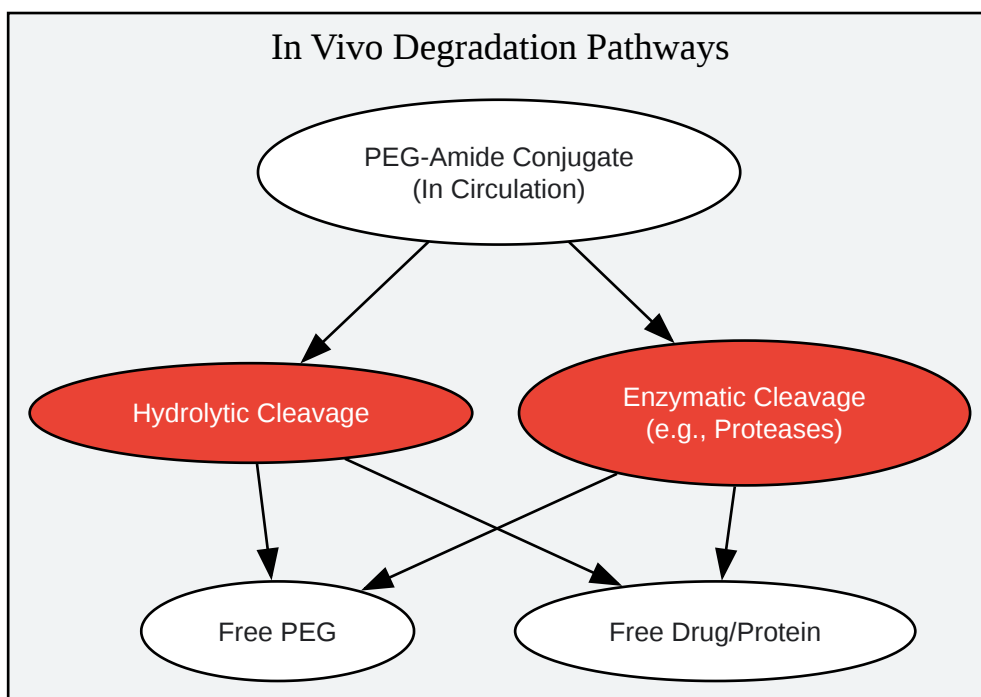 In Vivo Degradation Pathways
PEG-Amide Conjugate
(In Circulation)
Hydrolytic Cleavage
Enzymatic Cleavage
(e.g., Proteases)
Free PEG
Free Drug/Protein